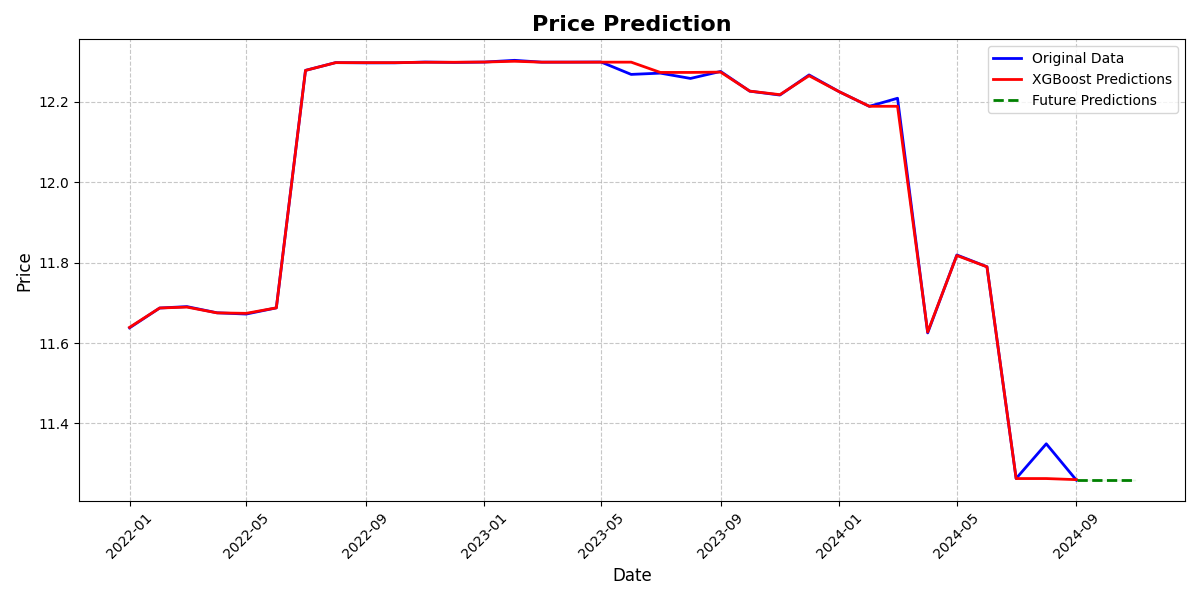 Price Prediction
Original Data
XGBoost Predictions
Future Predictions
12.2
12.0
11.8
11.6
11.4
Price
2022-01
2022-05
2022-09
2023-01
2023-05
2023-09
2024-01
2024-05
2024-09
Date